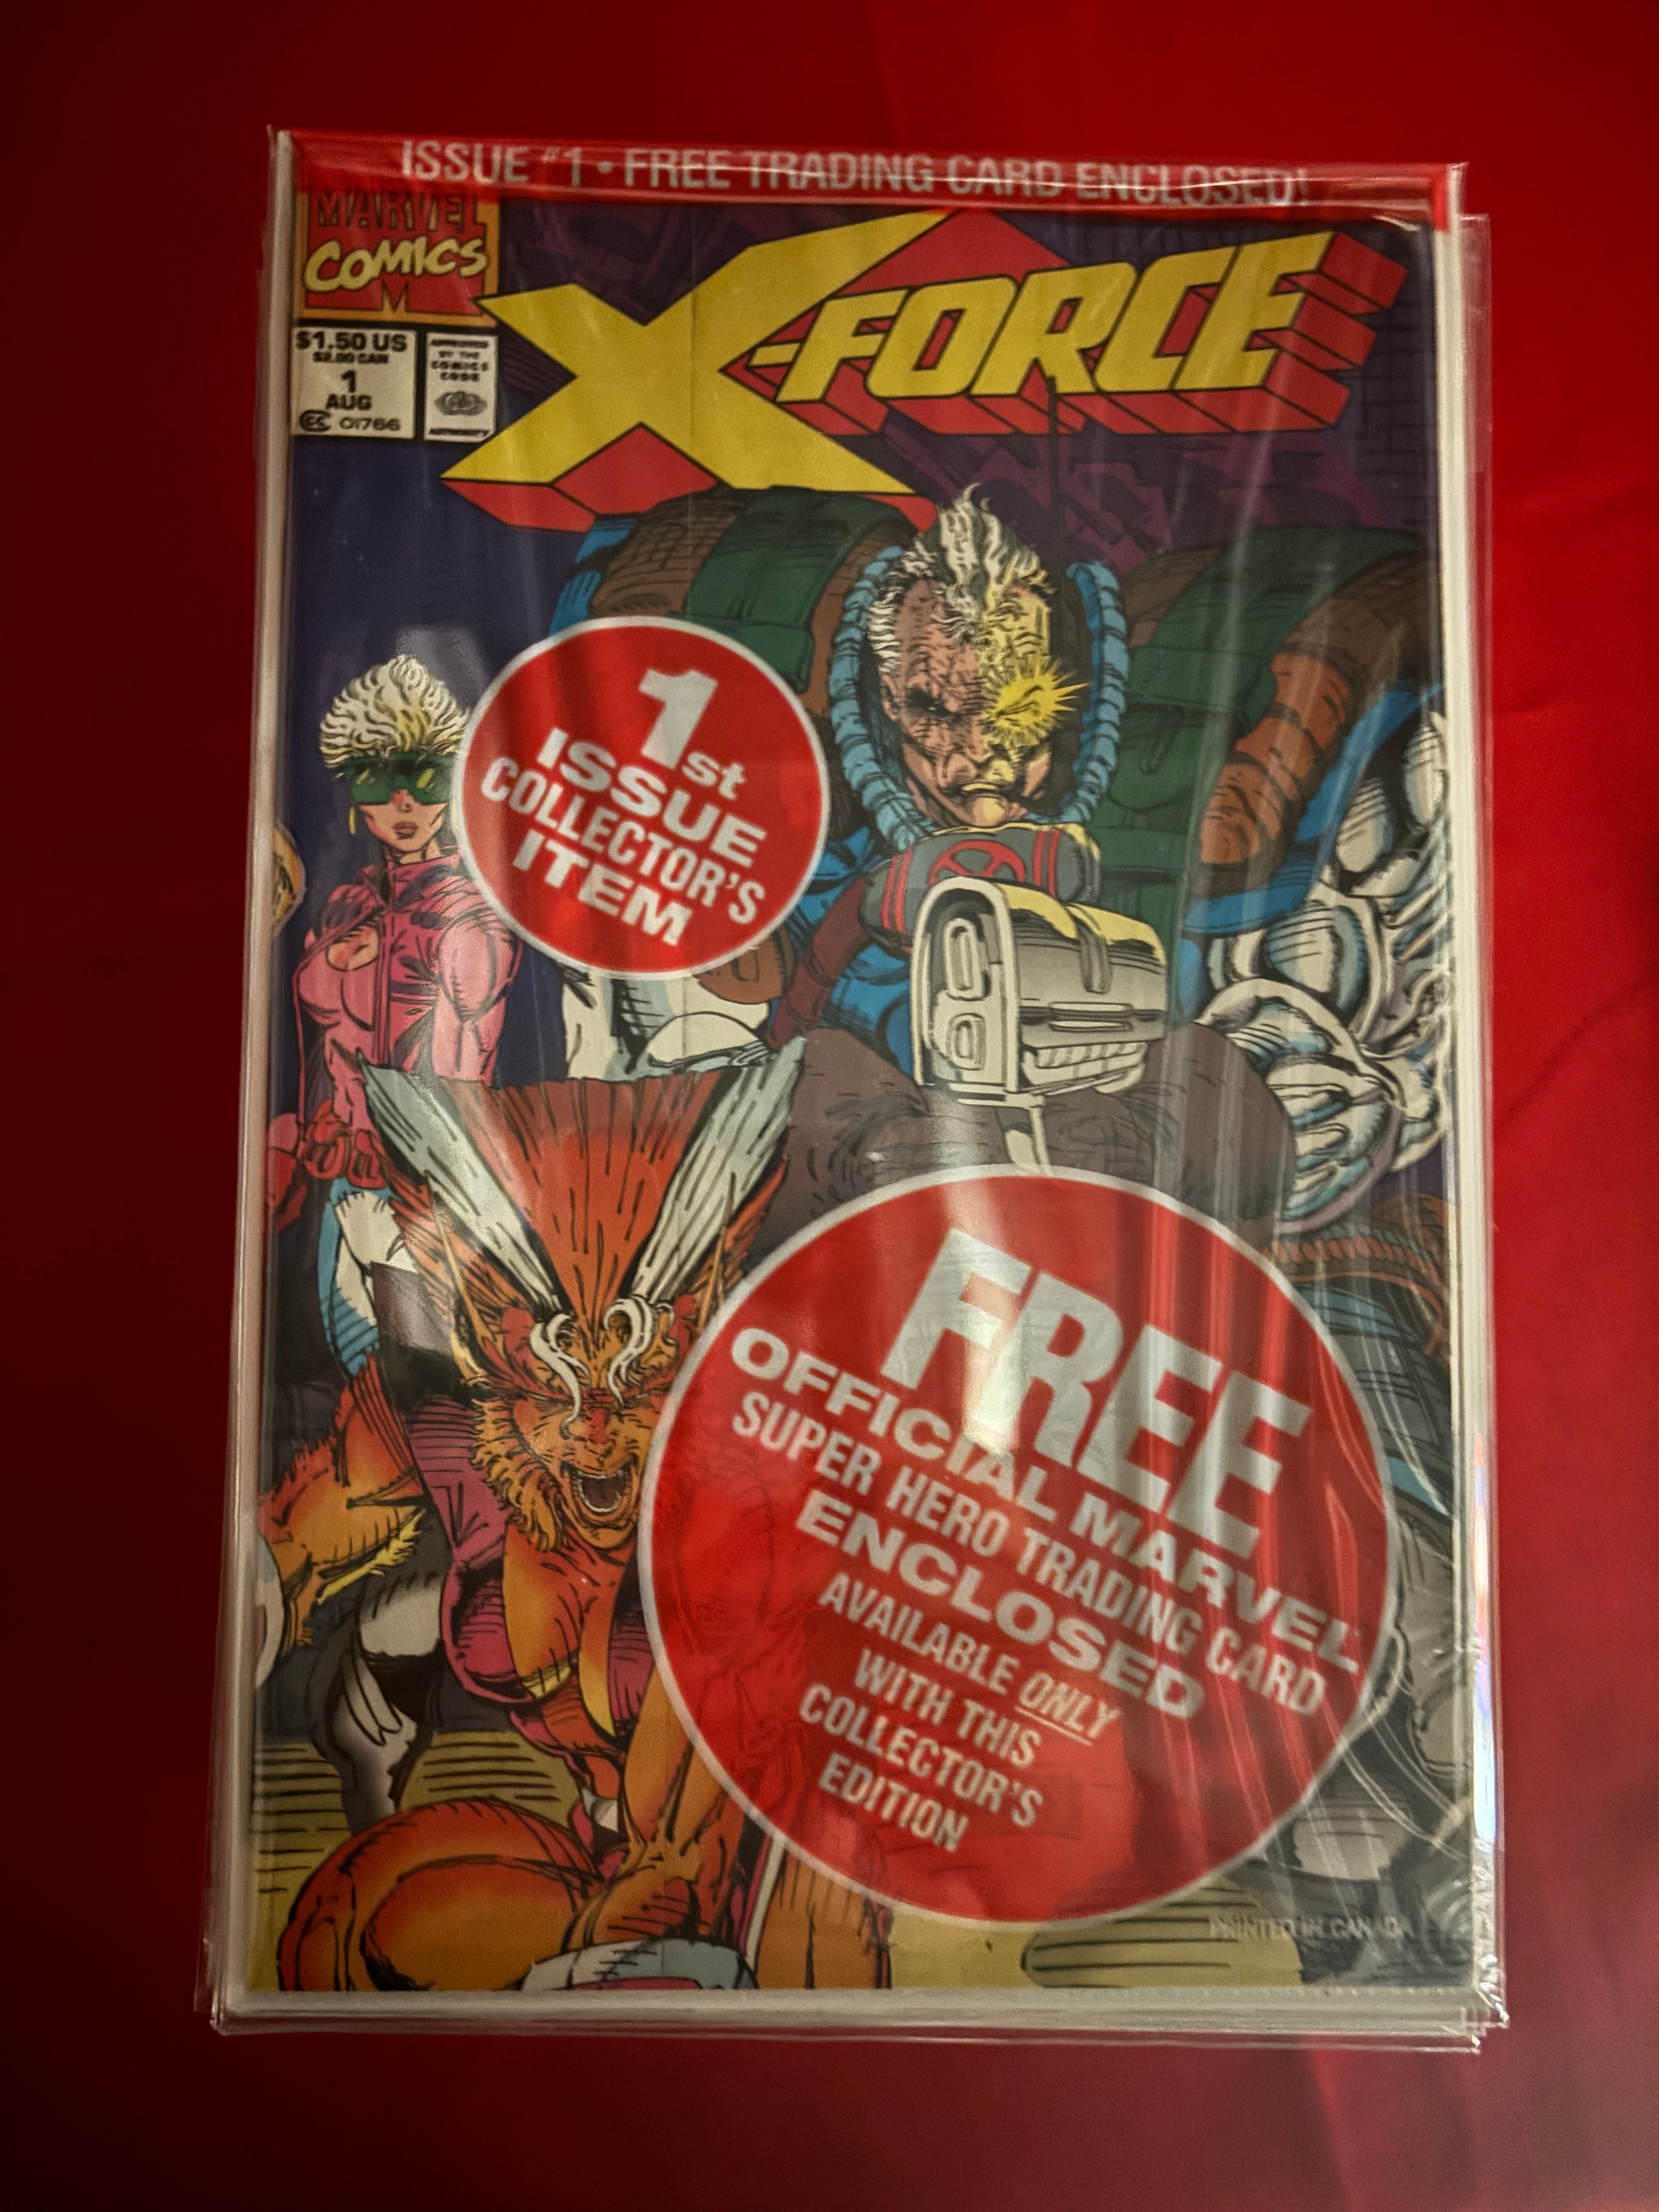 ISSUE #1 • FREE TRADING CARD ENCLOSED!
MARVEL
COMICS
X-FORCE
$1.50 US
$2.00 CAN
1
AUG
01766
APPROVED
BY THE
COMICS
CODE
AUTHORITY
1st
ISSUE
COLLECTOR'S
ITEM
FREE
OFFICIAL MARVEL
SUPER HERO TRADING CARD
ENCLOSED
AVAILABLE ONLY
WITH THIS
COLLECTOR'S
EDITION
PRINTED IN CANADA